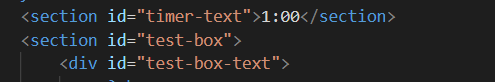 <section id="timer-text">1:00</section>
<section id="test-box">
<div id="test-box-text">